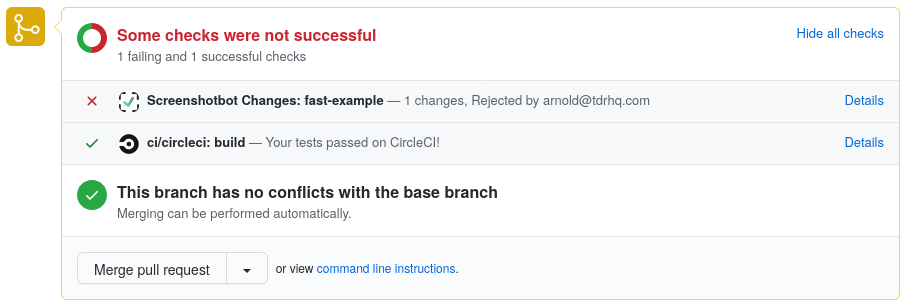 Some checks were not successful
Hide all checks
1 failing and 1 successful checks
Screenshotbot Changes: fast-example — 1 changes, Rejected by arnold@tdrhq.com
Details
ci/circleci: build — Your tests passed on CircleCI!
Details
This branch has no conflicts with the base branch
Merging can be performed automatically.
Merge pull request
or view command line instructions.